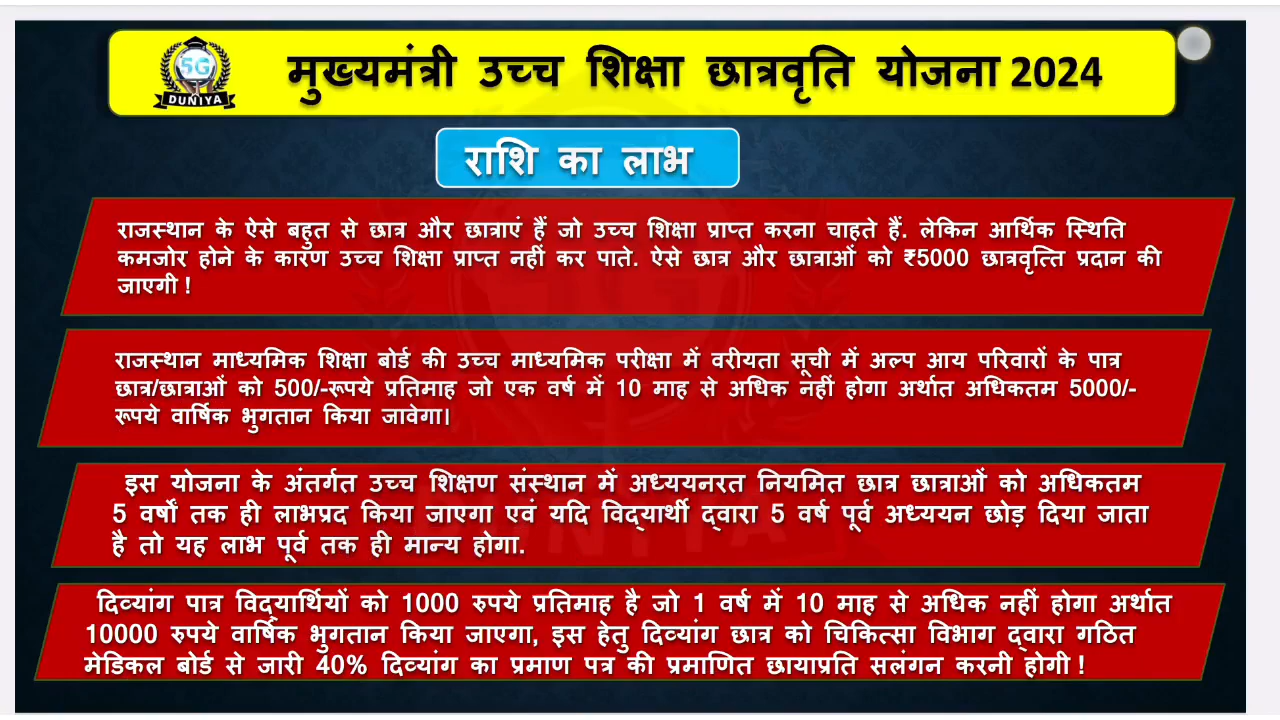 5G
DUNIYA
मुख्यमंत्री उच्च शिक्षा छात्रवृति योजना 2024
राशि का लाभ
राजस्थान के ऐसे बहुत से छात्र और छात्राएं हैं जो उच्च शिक्षा प्राप्त करना चाहते हैं. लेकिन आर्थिक स्थिति
कमजोर होने के कारण उच्च शिक्षा प्राप्त नहीं कर पाते. ऐसे छात्र और छात्राओं को ₹5000 छात्रवृत्ति प्रदान की
जाएगी !
राजस्थान माध्यमिक शिक्षा बोर्ड की उच्च माध्यमिक परीक्षा में वरीयता सूची में अल्प आय परिवारों के पात्र
छात्र/छात्राओं को 500/-रूपये प्रतिमाह जो एक वर्ष में 10 माह से अधिक नहीं होगा अर्थात अधिकतम 5000/-
रूपये वार्षिक भुगतान किया जावेगा।
इस योजना के अंतर्गत उच्च शिक्षण संस्थान में अध्ययनरत नियमित छात्र छात्राओं को अधिकतम
5 वर्षों तक ही लाभप्रद किया जाएगा एवं यदि विद्यार्थी द्वारा 5 वर्ष पूर्व अध्ययन छोड़ दिया जाता
है तो यह लाभ पूर्व तक ही मान्य होगा.
दिव्यांग पात्र विद्यार्थियों को 1000 रुपये प्रतिमाह है जो 1 वर्ष में 10 माह से अधिक नहीं होगा अर्थात
10000 रुपये वार्षिक भुगतान किया जाएगा, इस हेतु दिव्यांग छात्र को चिकित्सा विभाग द्वारा गठित
मेडिकल बोर्ड से जारी 40% दिव्यांग का प्रमाण पत्र की प्रमाणित छायाप्रति सलंगन करनी होगी !